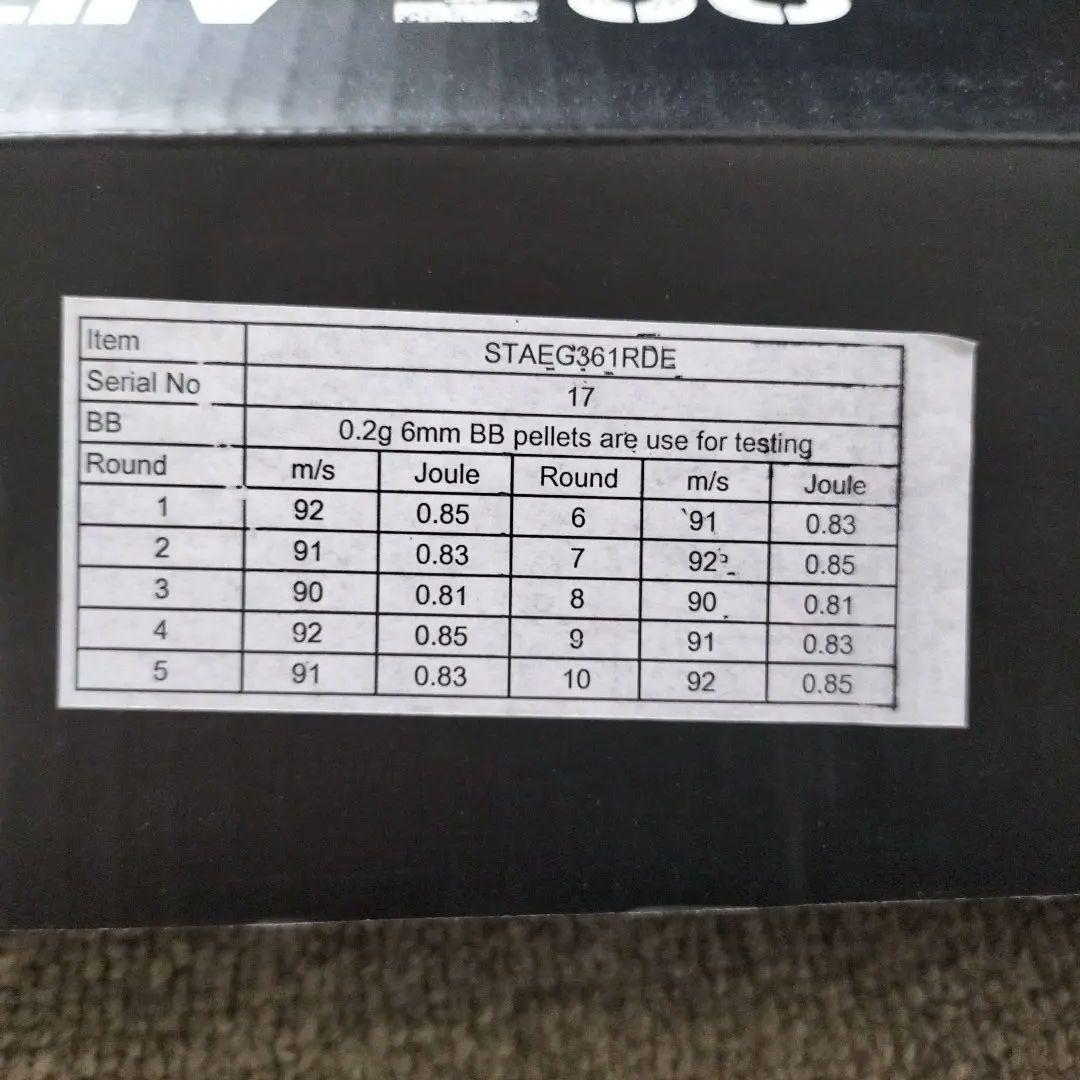 Item STAEG361RDE
Serial No 17
BB 0.2g 6mm BB pellets are use for testing
Round m/s Joule Round m/s Joule
1 92 0.85 6 91 0.83
2 91 0.83 7 92 0.85
3 90 0.81 8 90 0.81
4 92 0.85 9 91 0.83
5 91 0.83 10 92 0.85